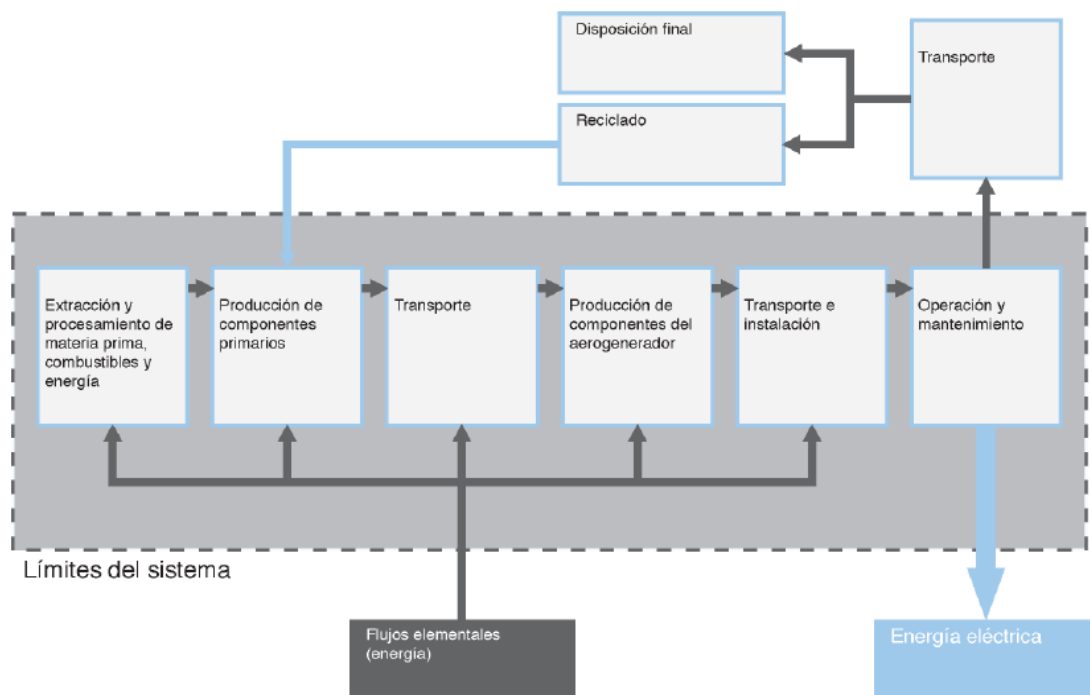 Disposición final
Transporte
Reciclado
Extracción y
procesamiento de
materia prima,
combustibles y
energía
Producción de
componentes
primarios
Transporte
Producción de
componentes del
aerogenerador
Transporte e
instalación
Operación y
mantenimiento
Límites del sistema
Flujos elementales
(energía)
Energía eléctrica